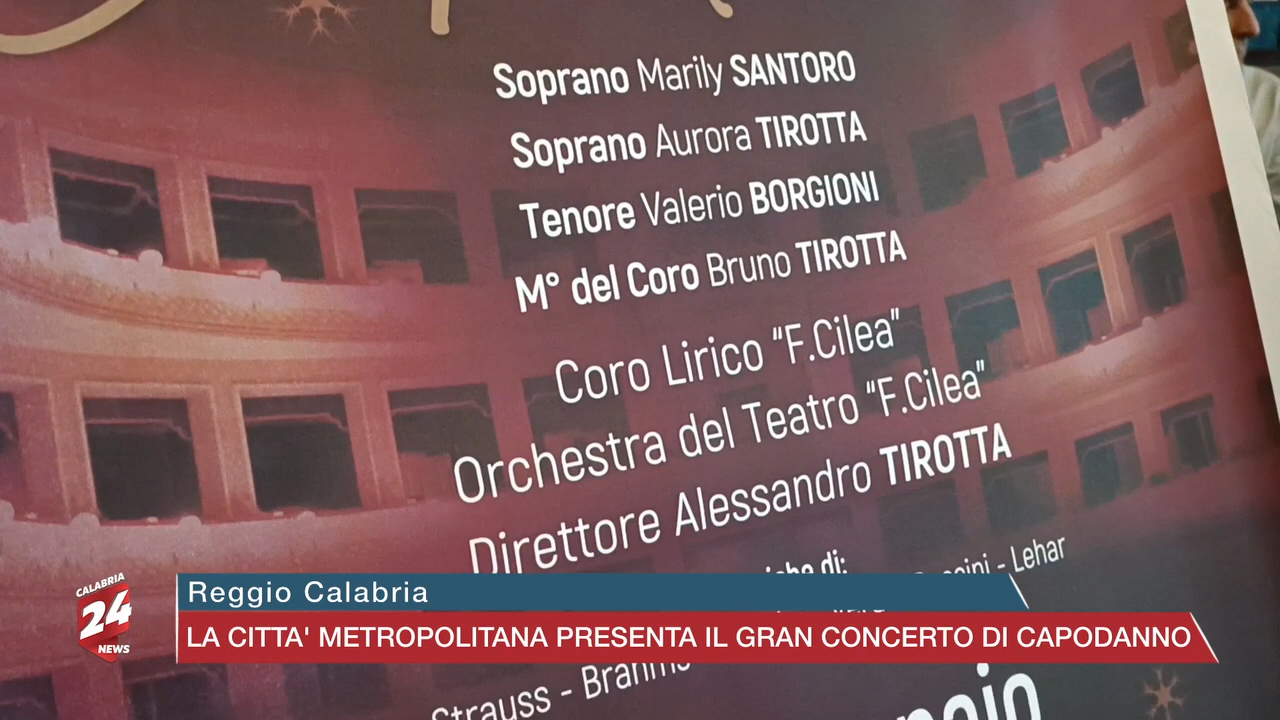 Soprano Marily SANTORO
Soprano Aurora TIROTTA
Tenore Valerio BORGIONI
M° del Coro Bruno TIROTTA
Coro Lirico "F.Cilea"
Orchestra del Teatro "F.Cilea"
Direttore Alessandro TIROTTA
di:
- Lehar
Strauss - Brahms
CALABRIA
24
NEWS
Reggio Calabria
LA CITTA' METROPOLITANA PRESENTA IL GRAN CONCERTO DI CAPODANNO